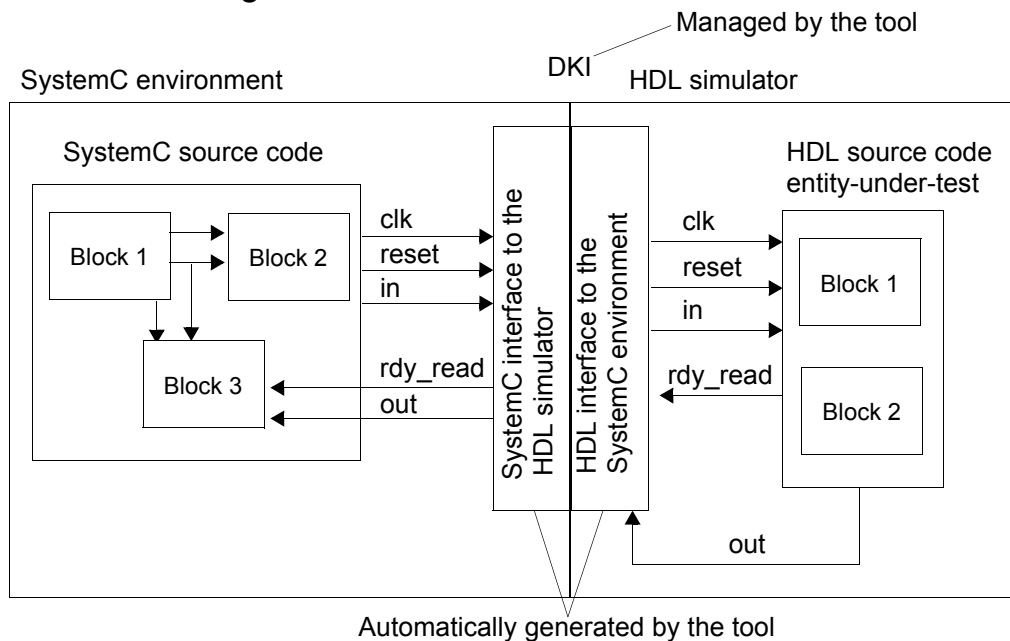 Managed by the tool
DKI
SystemC environment
HDL simulator
SystemC source code
HDL source code
entity-under-test
Block 1
Block 2
Block 3
clk
reset
in
rdy_read
out
SystemC interface to the
HDL simulator
HDL interface to the
SystemC environment
clk
reset
in
rdy_read
out
Block 1
Block 2
Automatically generated by the tool